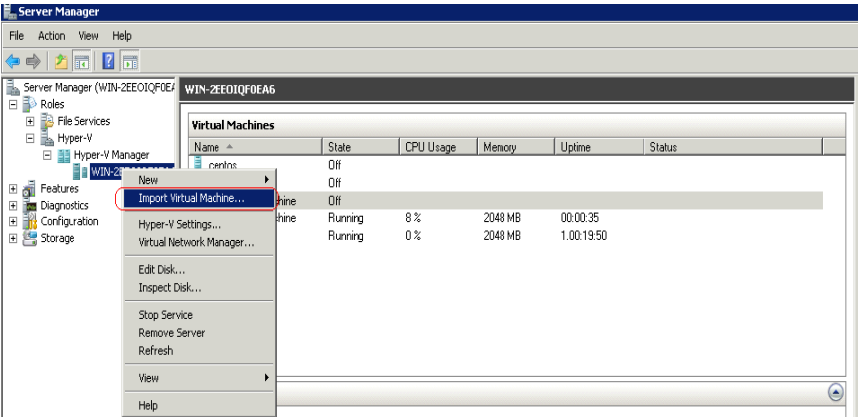 Server Manager
File Action View Help
Server Manager (WIN-2EEOIQF0EA
Roles
File Services
Hyper-V
Hyper-V Manager
Features
Diagnostics
Configuration
Storage
WIN-2EEOIQF0EA6
Virtual Machines
Name State CPU Usage Memory Uptime Status
centos Off
Off
Off
Running 8 % 2048 MB 00:00:35
Running 0 % 2048 MB 1.00:19:50
New
Import Virtual Machine...
Hyper-V Settings...
Virtual Network Manager...
Edit Disk...
Inspect Disk...
Stop Service
Remove Server
Refresh
View
Help